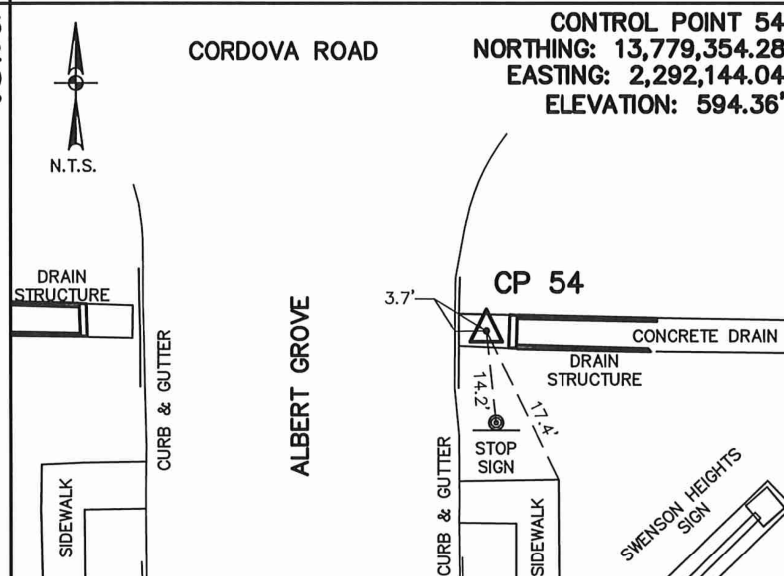 CORDOVA ROAD
CONTROL POINT 54
NORTHING: 13,779,354.28
EASTING: 2,292,144.04
ELEVATION: 594.36'
N.T.S.
DRAIN
STRUCTURE
3.7'
CP 54
CONCRETE DRAIN
DRAIN
STRUCTURE
ALBERT GROVE
CURB & GUTTER
14.2'
17.4'
STOP
SIGN
CURB & GUTTER
SIDEWALK
SIDEWALK
SWENSON HEIGHTS
SIGN